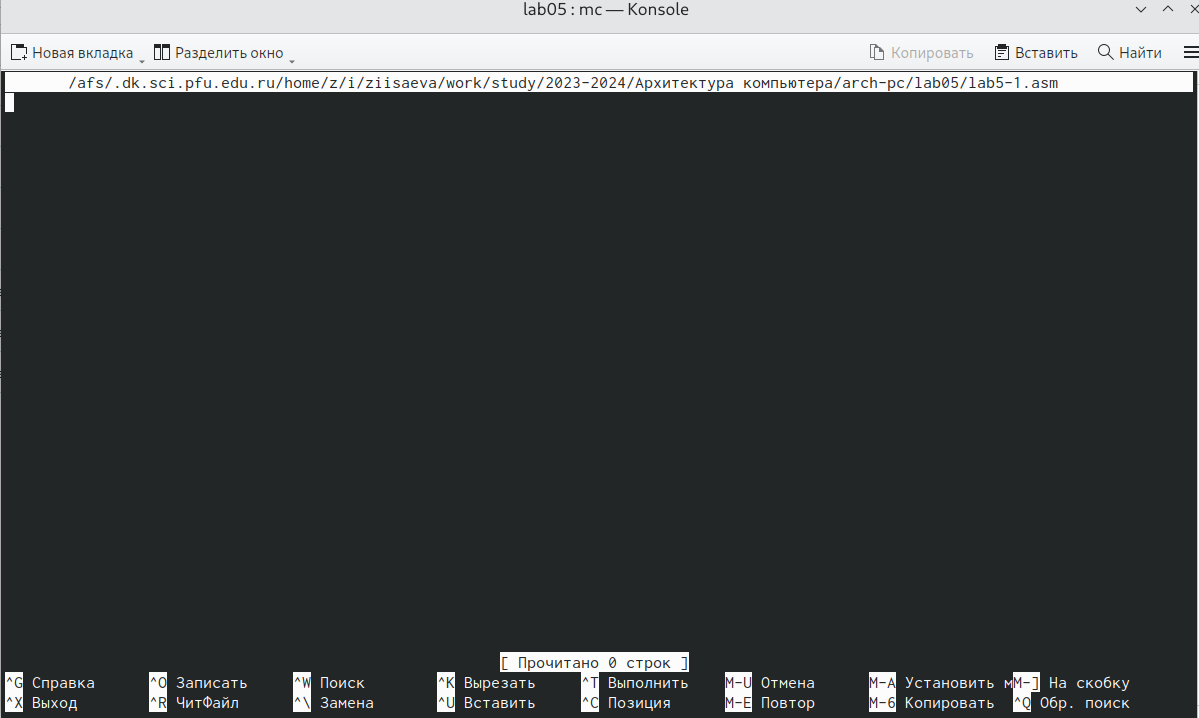 lab05 : mc — Konsole
Новая вкладка Разделить окно Копировать Вставить Найти
/afs/.dk.sci.pfu.edu.ru/home/z/i/ziisaeva/work/study/2023-2024/Архитектура компьютера/arch-pc/lab05/lab5-1.asm
[ Прочитано 0 строк ]
^G Справка ^O Записать ^W Поиск ^K Вырезать ^T Выполнить M-U Отмена M-A Установить мM-] На скобку
^X Выход ^R ЧитФайл ^\ Замена ^U Вставить ^C Позиция M-E Повтор M-6 Копировать ^Q Обр. поиск